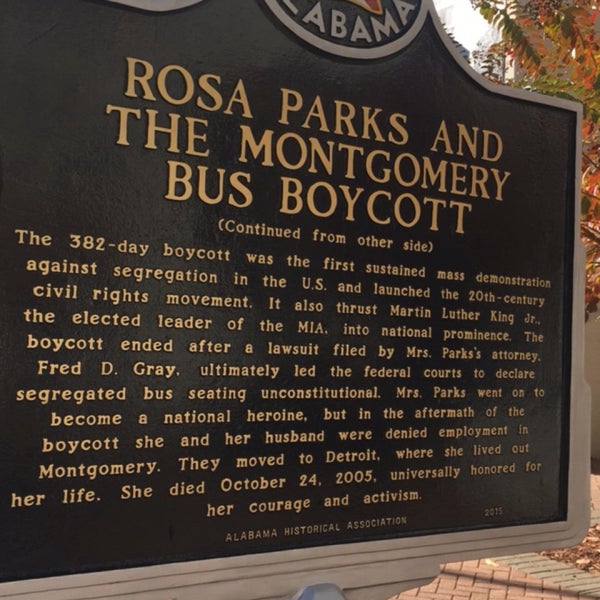 ALABAMA
ROSA PARKS AND
THE MONTGOMERY
BUS BOYCOTT
(Continued from other side)
The 382-day boycott was the first sustained mass demonstration
against segregation in the U.S. and launched the 20th-century
civil rights movement. It also thrust Martin Luther King Jr.,
the elected leader of the MIA, into national prominence. The
boycott ended after a lawsuit filed by Mrs. Parks's attorney,
Fred D. Gray, ultimately led the federal courts to declare
segregated bus seating unconstitutional. Mrs. Parks went on to
become a national heroine, but in the aftermath of the
boycott she and her husband were denied employment in
Montgomery. They moved to Detroit, where she lived out
her life. She died October 24, 2005, universally honored for
her courage and activism.
ALABAMA HISTORICAL ASSOCIATION 2015